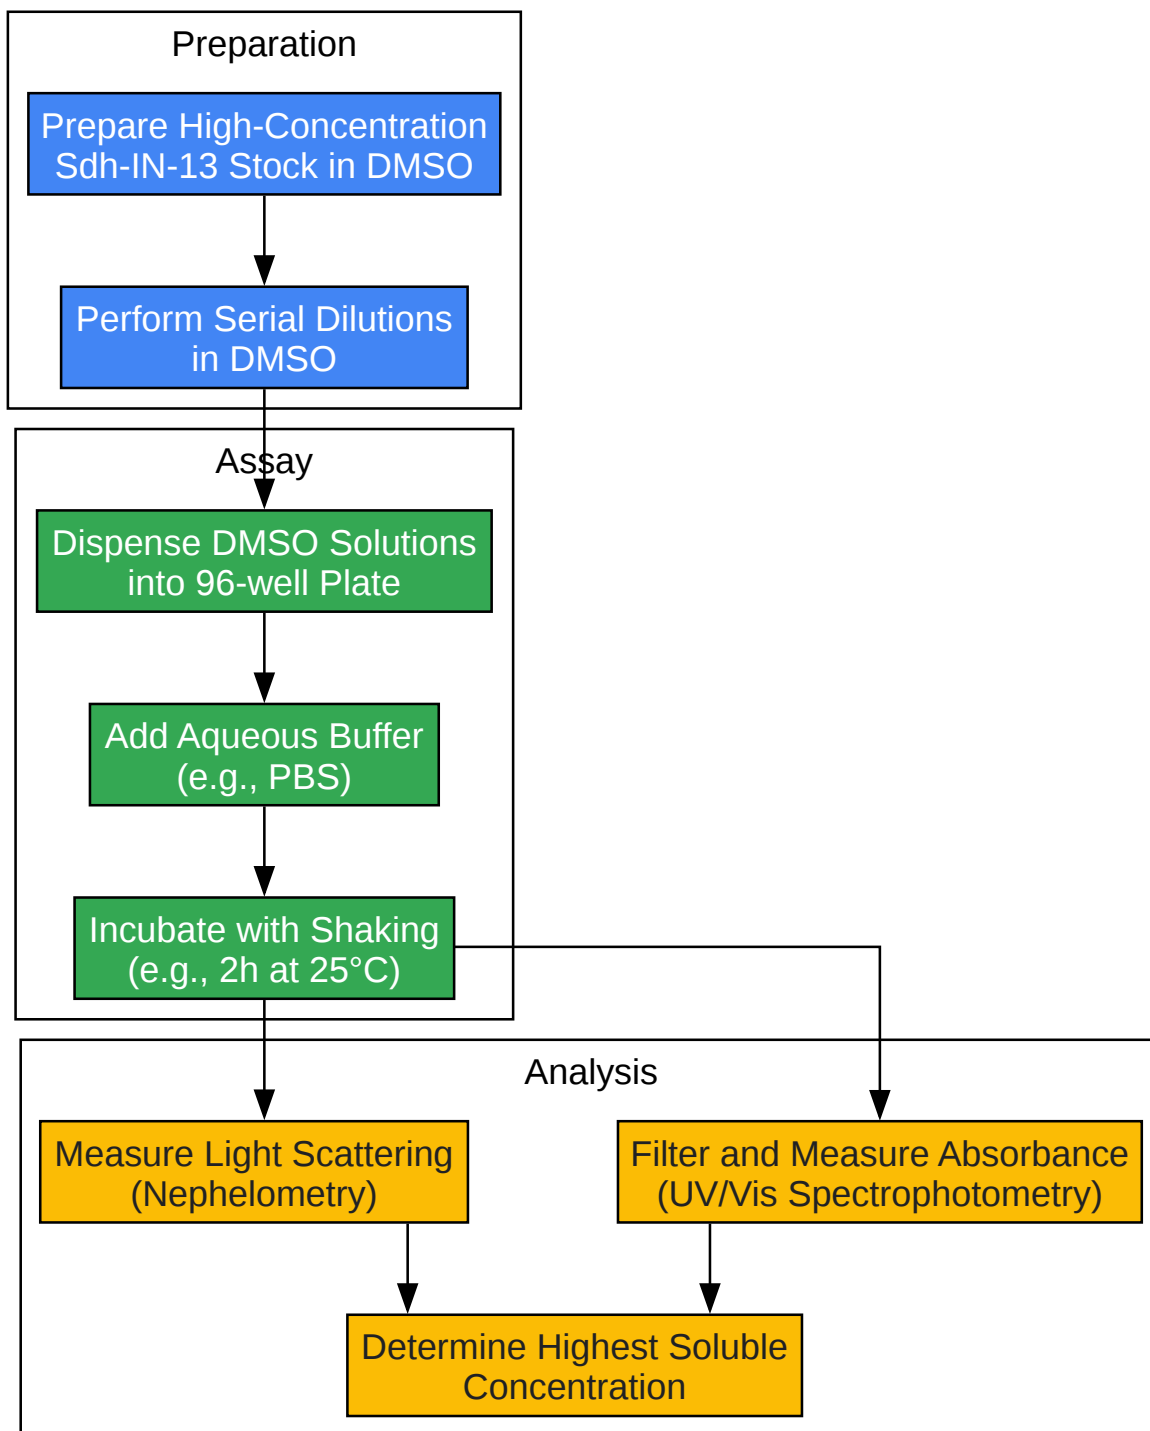 Preparation
Prepare High-Concentration
Sdh-IN-13 Stock in DMSO
Perform Serial Dilutions
in DMSO
Assay
Dispense DMSO Solutions
into 96-well Plate
Add Aqueous Buffer
(e.g., PBS)
Incubate with Shaking
(e.g., 2h at 25°C)
Analysis
Measure Light Scattering
(Nephelometry)
Filter and Measure Absorbance
(UV/Vis Spectrophotometry)
Determine Highest Soluble
Concentration